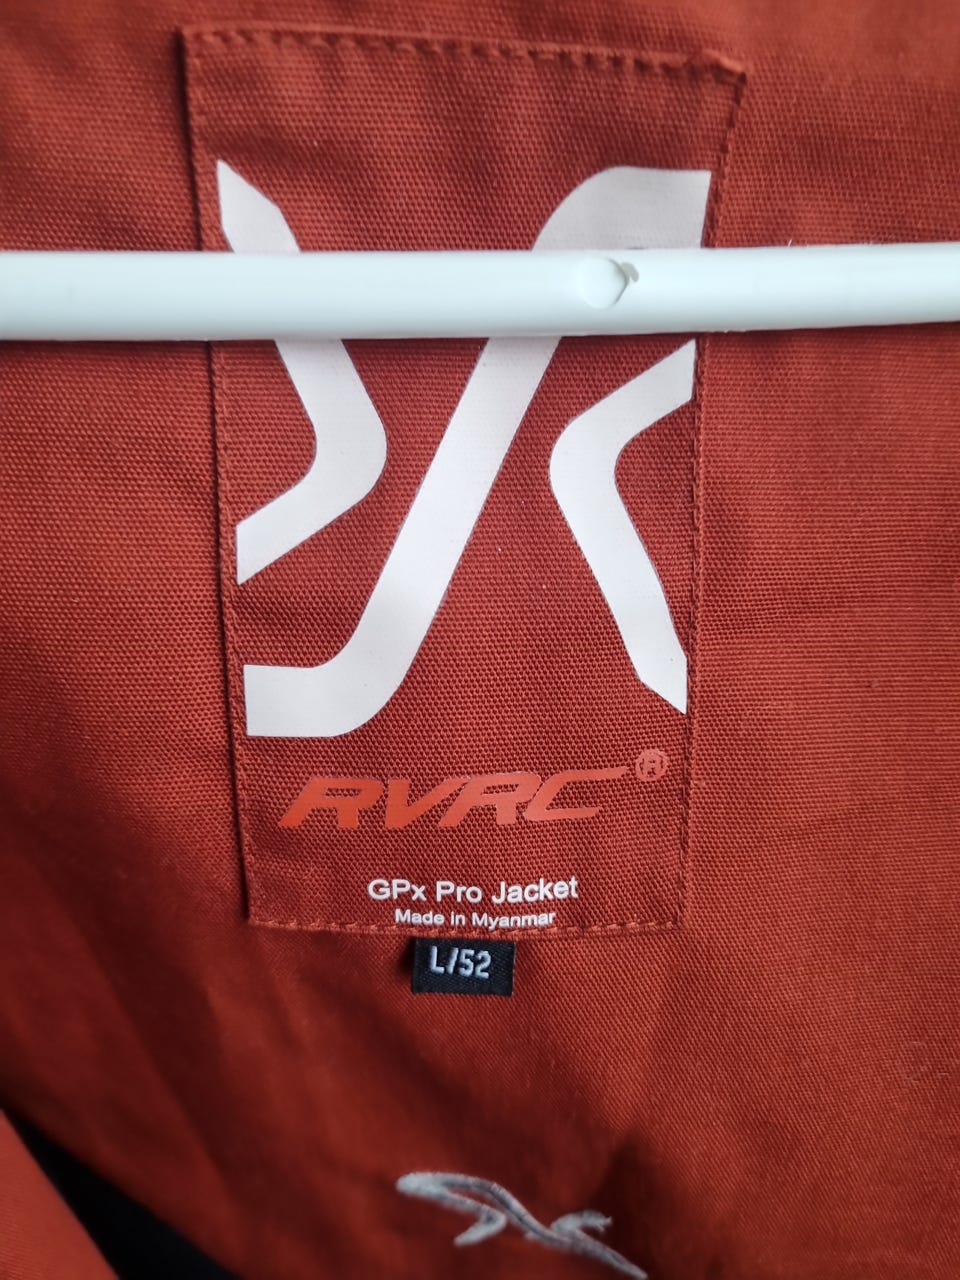 RVRC®
GPx Pro Jacket
Made in Myanmar
L/52